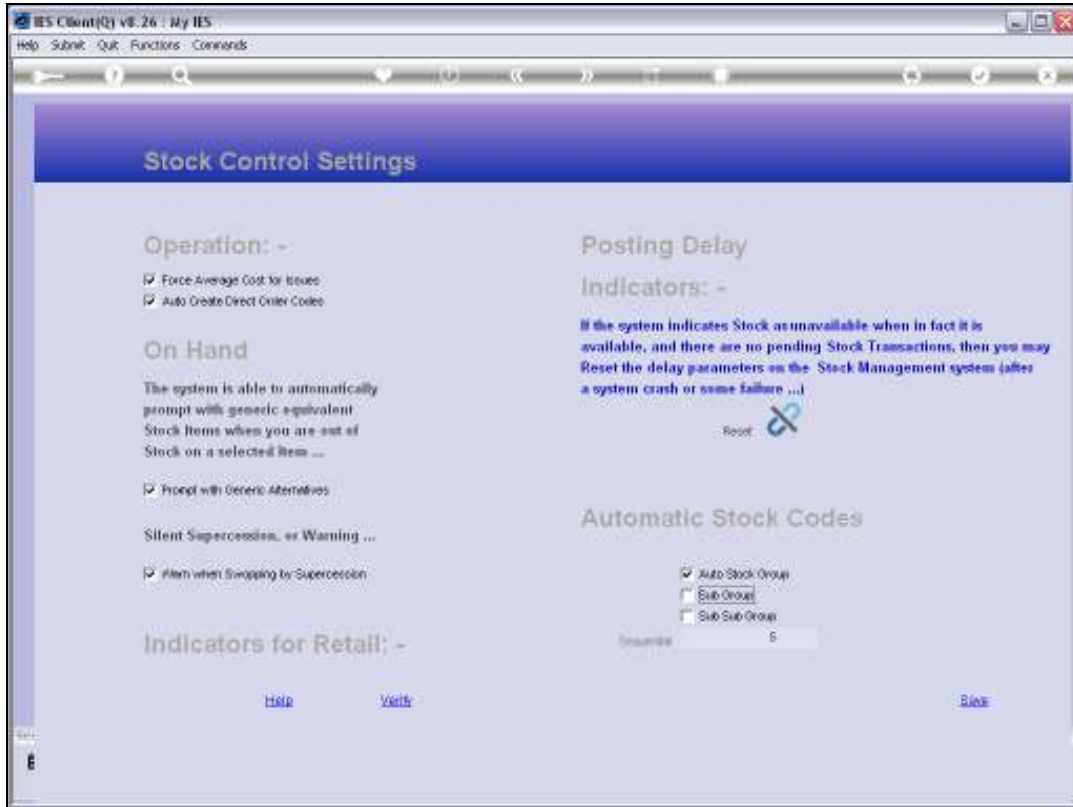 IES Client(Q) v8.26 : My IES
Help Submit Quit Functions Commands
Stock Control Settings
Operation: -
Force Average Cost for Issues
Auto Create Direct Order Codes
On Hand
The system is able to automatically
prompt with generic equivalent
Stock Items when you are out of
Stock on a selected Item ...
Prompt with Generic Alternatives
Silent Supercession, or Warning ...
Warn when Swopping by Supercession
Indicators for Retail: -
Help
Verify
Posting Delay
Indicators: -
If the system indicates Stock as unavailable when in fact it is
available, and there are no pending Stock Transactions, then you may
Reset the delay parameters on the Stock Management system (after
a system crash or some failure ...)
Reset
Automatic Stock Codes
Auto Stock Group
Sub Group
Sub Sub Group
Sequential
Save